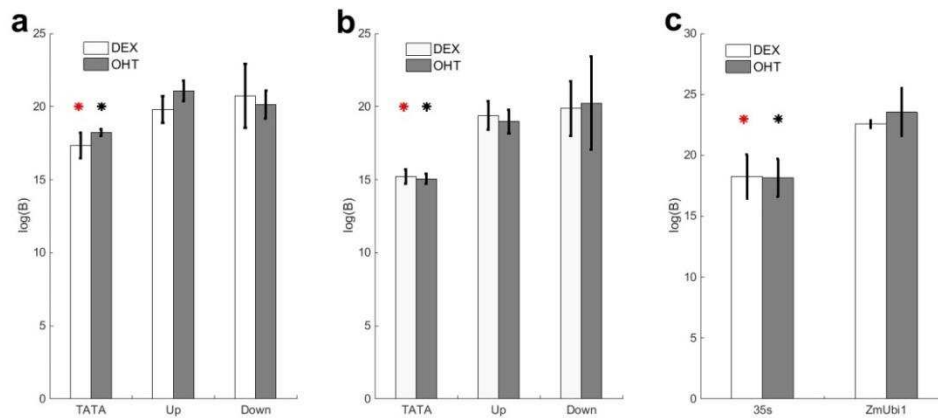 a
DEX
OHT
log(B)
25
20
15
10
5
0
TATA Up Down
b
DEX
OHT
log(B)
25
20
15
10
5
0
TATA Up Down
c
DEX
OHT
log(B)
30
25
20
15
10
5
0
35s ZmUbi1